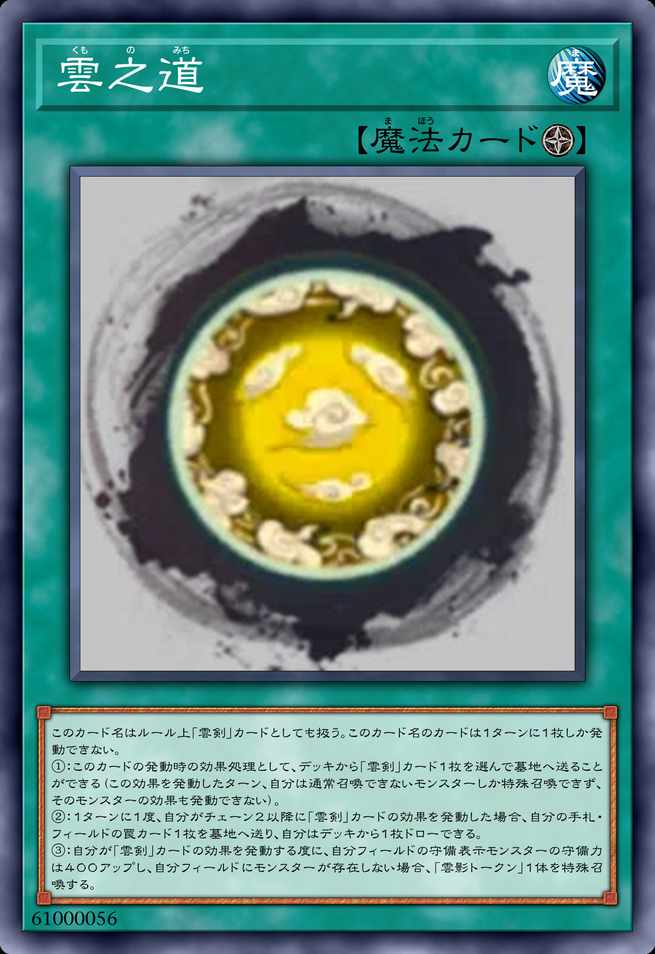 雲之道
くも の みち
魔
ま
【魔法カード】
ま ほう
このカード名はルール上「雲剣」カードとしても扱う。このカード名のカードは１ターンに１枚しか発
動できない。
①：このカードの発動時の効果処理として、デッキから「雲剣」カード１枚を選んで墓地へ送ること
ができる（この効果を発動したターン、自分は通常召喚できないモンスターしか特殊召喚できず、
そのモンスターの効果も発動できない）。
②：１ターンに１度、自分がチェーン２以降に「雲剣」カードの効果を発動した場合、自分の手札・
フィールドの罠カード１枚を墓地へ送り、自分はデッキから１枚ドローできる。
③：自分が「雲剣」カードの効果を発動する度に、自分フィールドの守備表示モンスターの守備力
は４００アップし、自分フィールドにモンスターが存在しない場合、「雲影トークン」１体を特殊召
喚する。
61000056